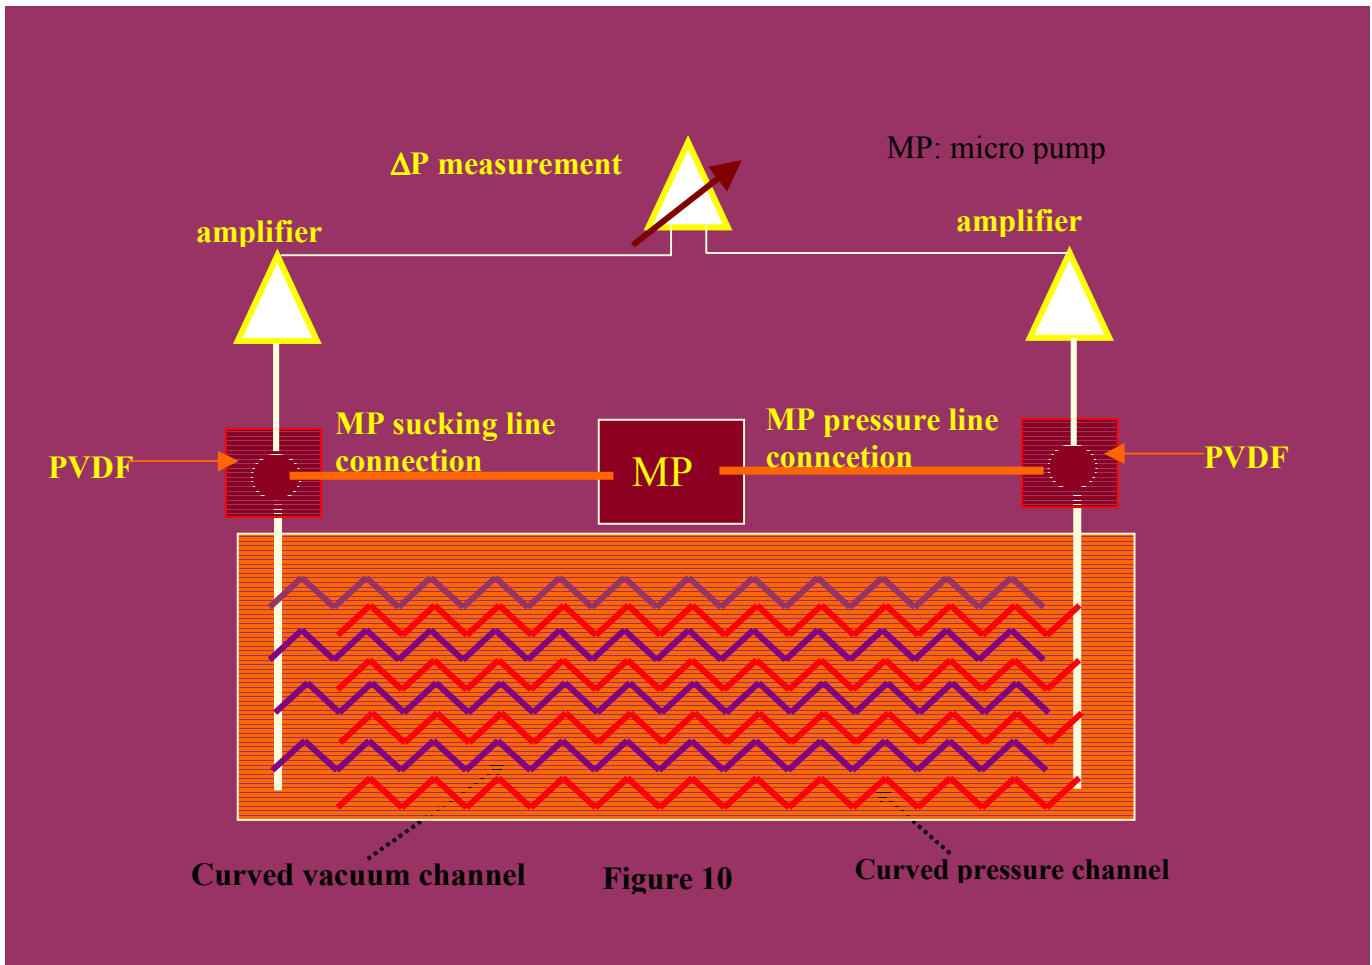 MP: micro pump
ΔP measurement
amplifier
amplifier
MP sucking line
connection
MP pressure line
conncetion
PVDF
MP
PVDF
Curved vacuum channel
Figure 10
Curved pressure channel